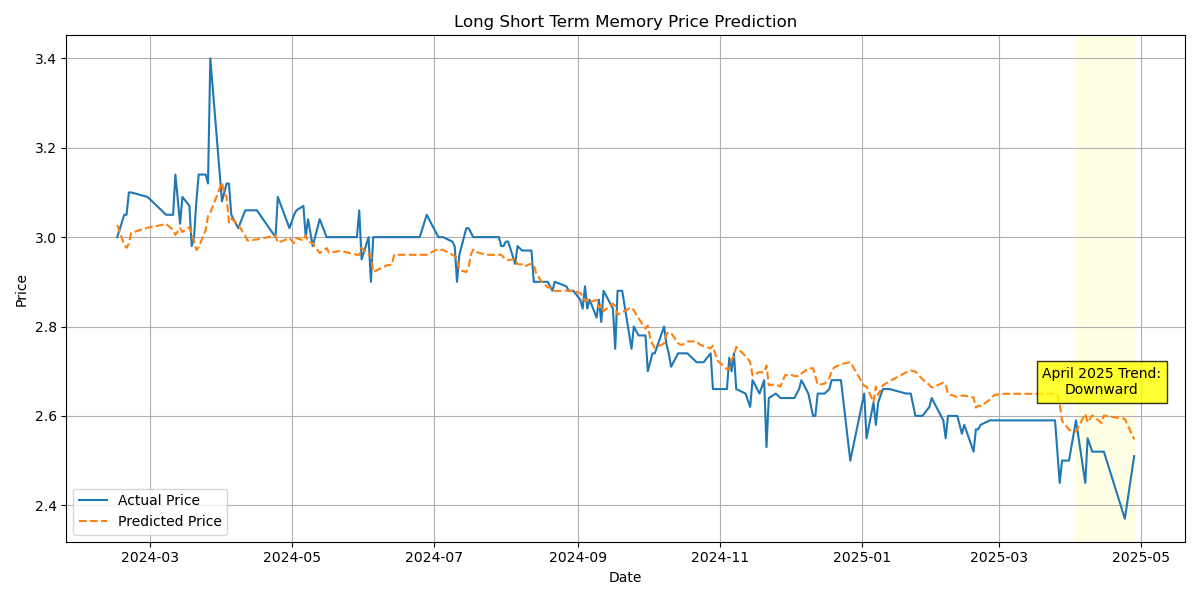 Long Short Term Memory Price Prediction
Price
3.4
3.2
3.0
2.8
2.6
2.4
April 2025 Trend:
Downward
Actual Price
Predicted Price
2024-03 2024-05 2024-07 2024-09 2024-11 2025-01 2025-03 2025-05
Date